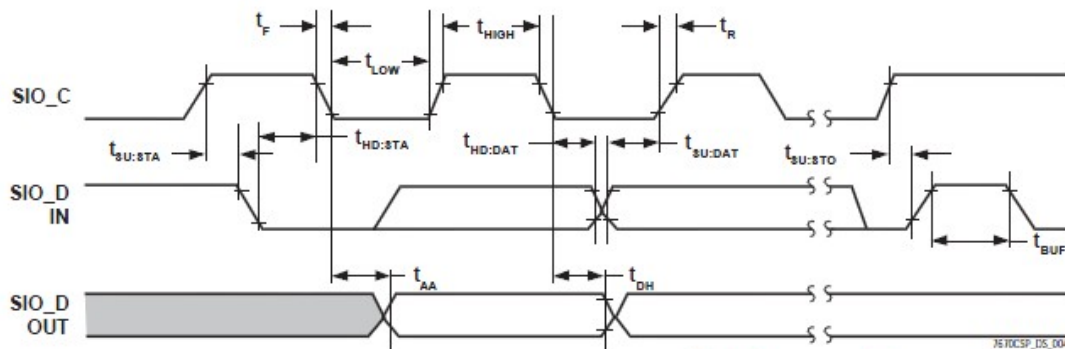 tF
tLOW
tHIGH
tR
SIO_C
tSU:STA
tHD:STA
tHD:DAT
tSU:DAT
tSU:STO
SIO_D
IN
tBUF
tAA
tDH
SIO_D
OUT
7670CSP_DS_004